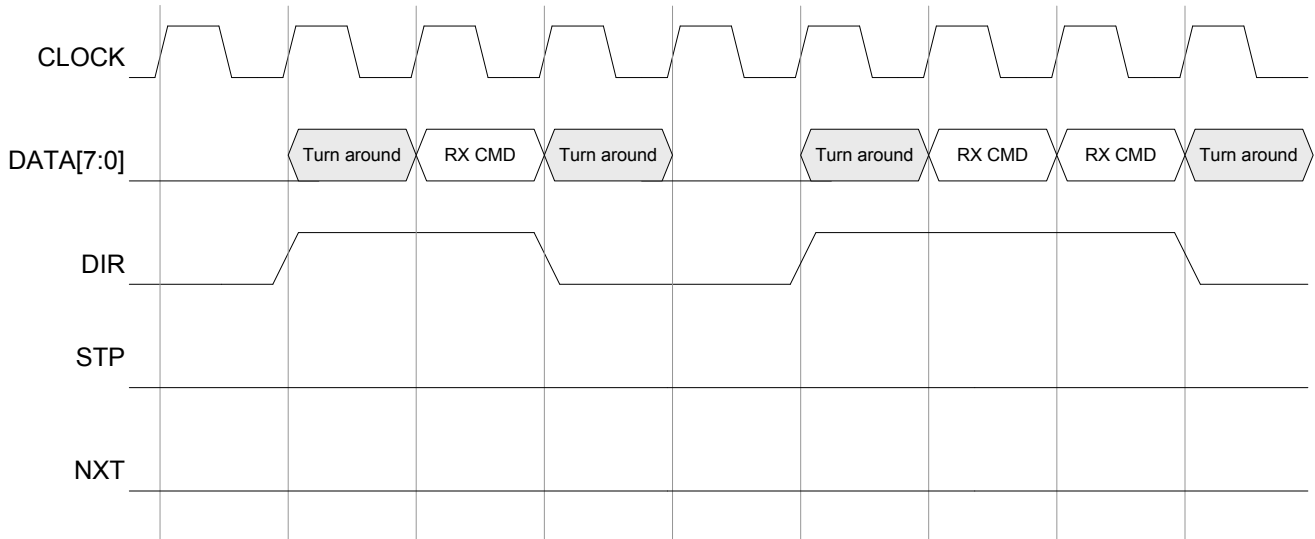 CLOCK
DATA[7:0]
Turn around
RX CMD
Turn around
Turn around
RX CMD
RX CMD
Turn around
DIR
STP
NXT